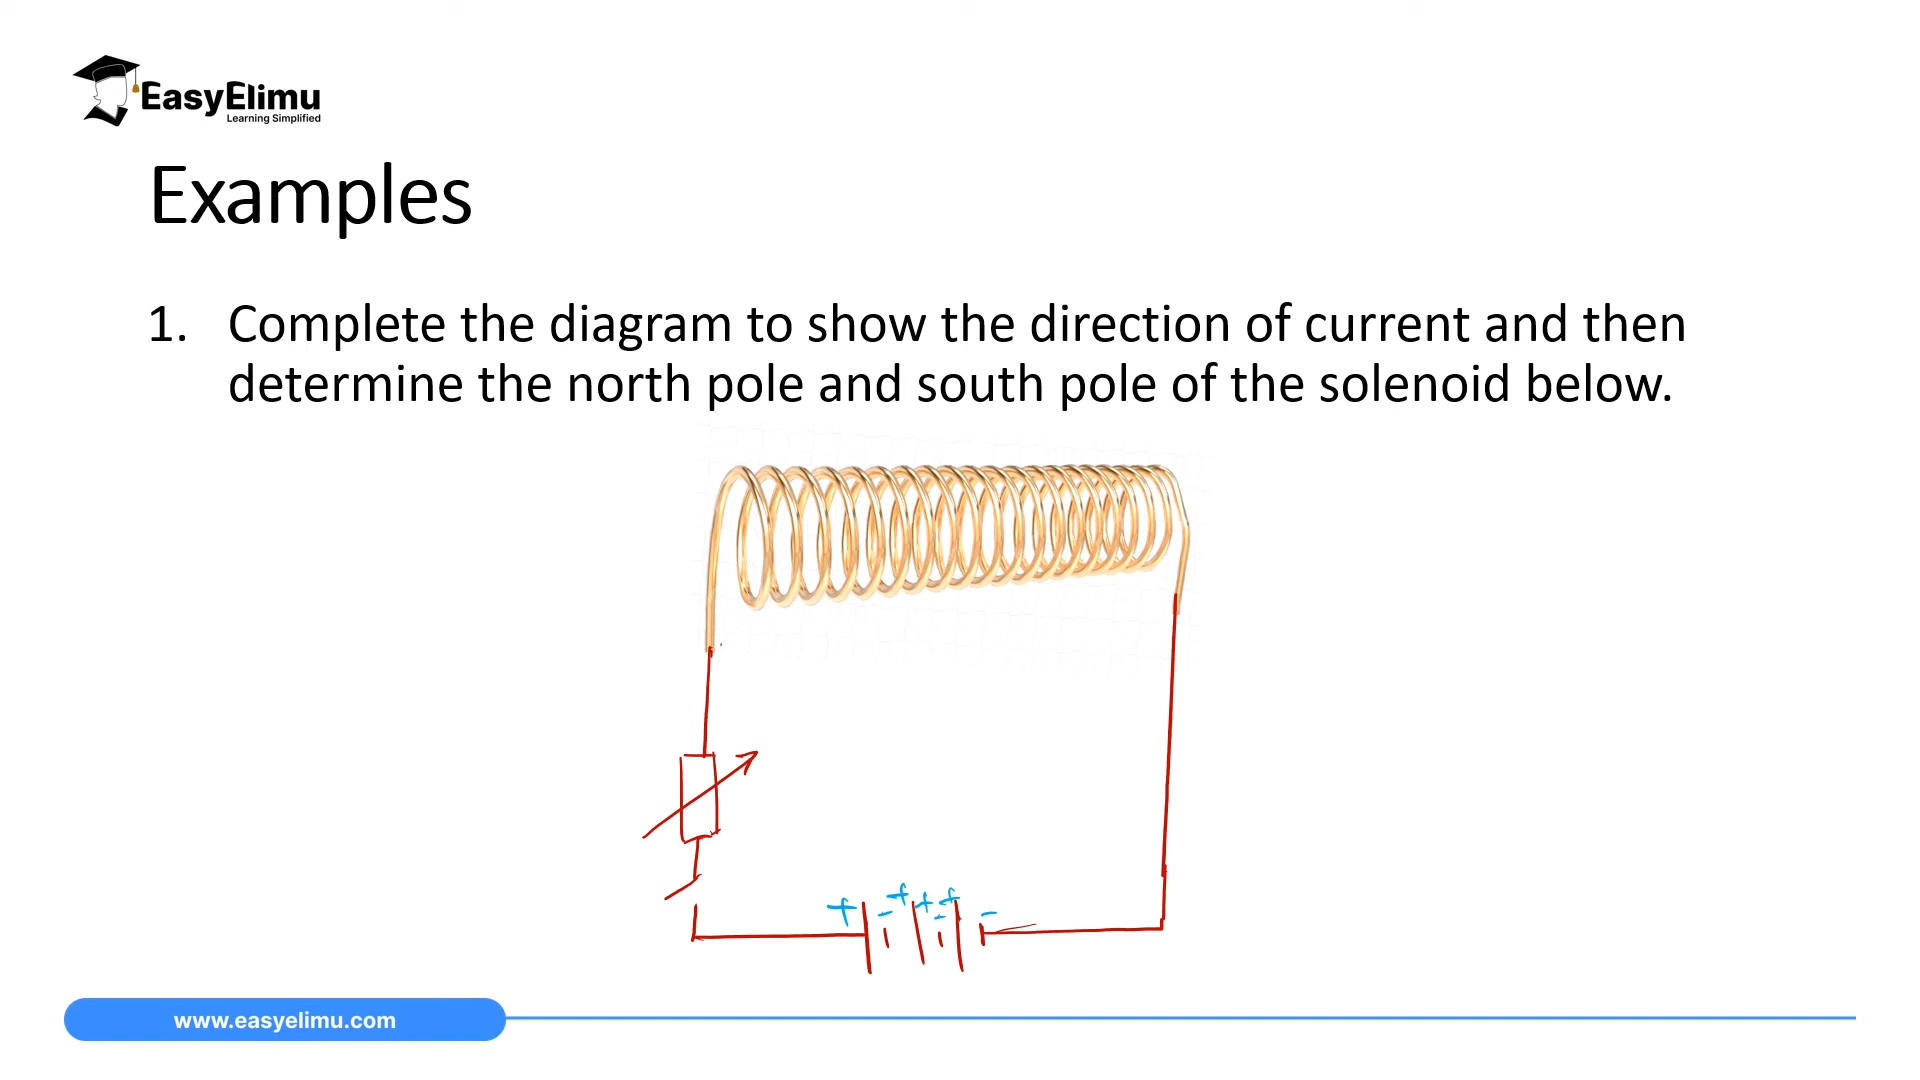 EasyElimu
Learning Simplified
Examples
1. Complete the diagram to show the direction of current and then
determine the north pole and south pole of the solenoid below.
+ - + + - + -
www.easyelimu.com